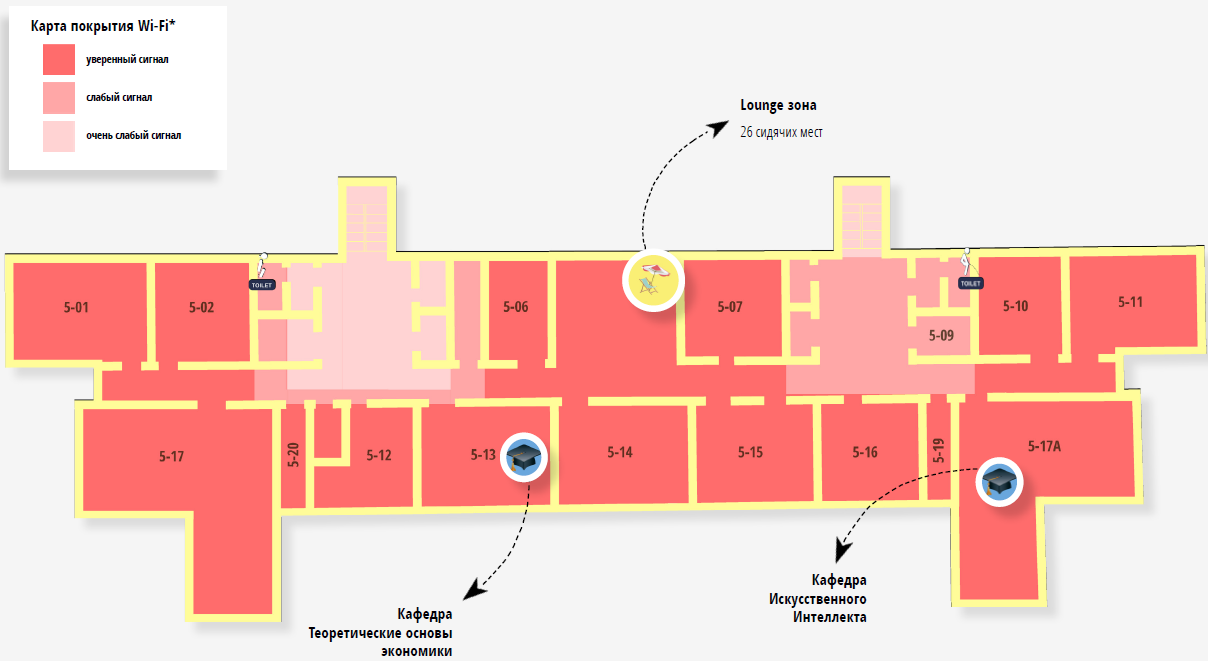 Карта покрытия Wi-Fi*
уверенный сигнал
слабый сигнал
очень слабый сигнал
Lounge зона
26 сидячих мест
TOILET
TOILET
5-01
5-02
5-06
5-07
5-09
5-10
5-11
5-17
5-20
5-12
5-13
5-14
5-15
5-16
5-19
5-17A
Кафедра
Теоретические основы
экономики
Кафедра
Искусственного
Интеллекта